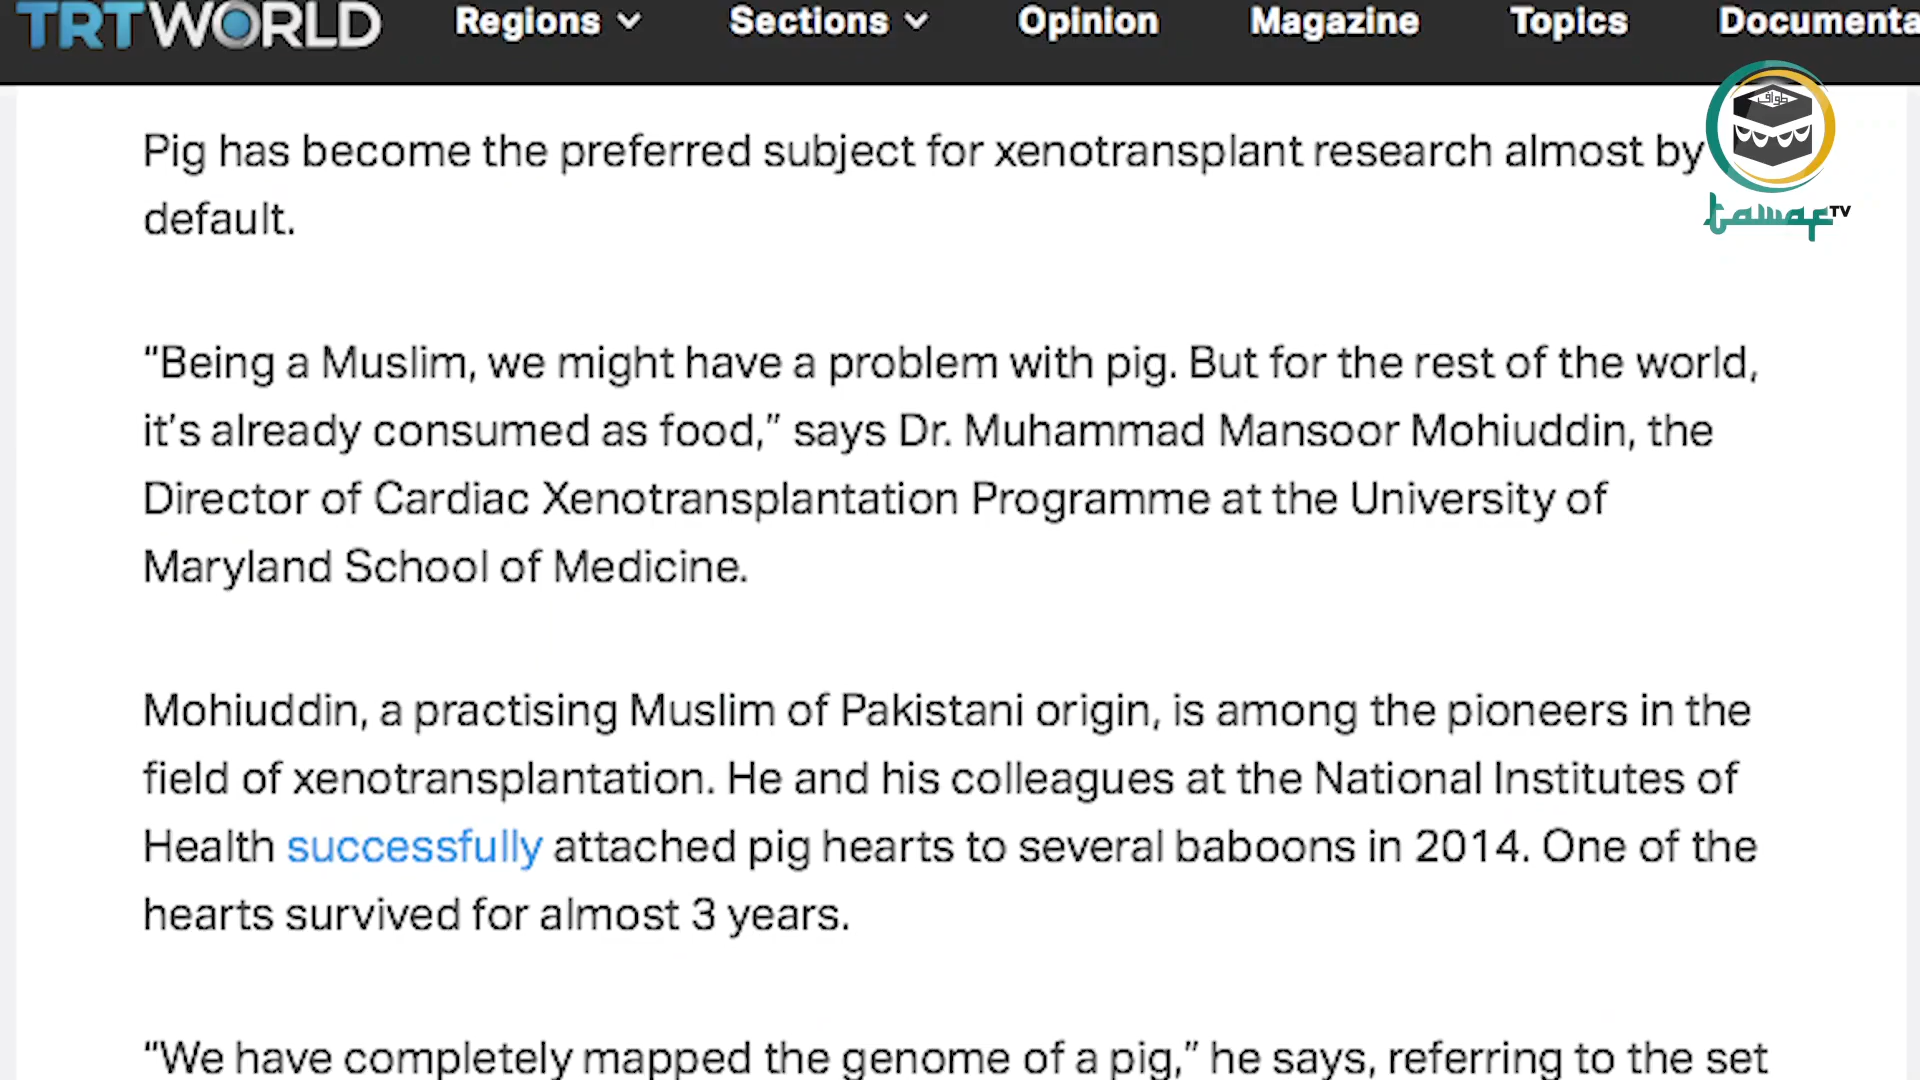 TRTWORLD Regions Sections Opinion Magazine Topics Documenta
طواف
tawaf TV
Pig has become the preferred subject for xenotransplant research almost by
default.
“Being a Muslim, we might have a problem with pig. But for the rest of the world,
it’s already consumed as food,” says Dr. Muhammad Mansoor Mohiuddin, the
Director of Cardiac Xenotransplantation Programme at the University of
Maryland School of Medicine.
Mohiuddin, a practising Muslim of Pakistani origin, is among the pioneers in the
field of xenotransplantation. He and his colleagues at the National Institutes of
Health successfully attached pig hearts to several baboons in 2014. One of the
hearts survived for almost 3 years.
“We have completely mapped the genome of a pig,” he says, referring to the set